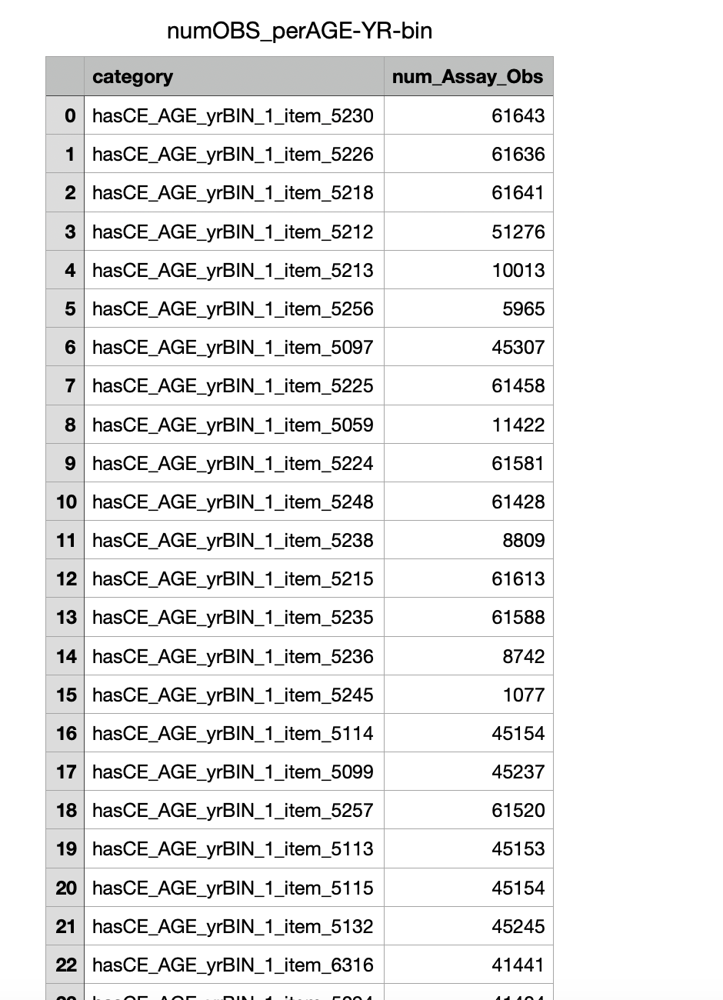 numOBS_perAGE-YR-bin
category num_Assay_Obs
0 hasCE_AGE_yrBIN_1_item_5230 61643
1 hasCE_AGE_yrBIN_1_item_5226 61636
2 hasCE_AGE_yrBIN_1_item_5218 61641
3 hasCE_AGE_yrBIN_1_item_5212 51276
4 hasCE_AGE_yrBIN_1_item_5213 10013
5 hasCE_AGE_yrBIN_1_item_5256 5965
6 hasCE_AGE_yrBIN_1_item_5097 45307
7 hasCE_AGE_yrBIN_1_item_5225 61458
8 hasCE_AGE_yrBIN_1_item_5059 11422
9 hasCE_AGE_yrBIN_1_item_5224 61581
10 hasCE_AGE_yrBIN_1_item_5248 61428
11 hasCE_AGE_yrBIN_1_item_5238 8809
12 hasCE_AGE_yrBIN_1_item_5215 61613
13 hasCE_AGE_yrBIN_1_item_5235 61588
14 hasCE_AGE_yrBIN_1_item_5236 8742
15 hasCE_AGE_yrBIN_1_item_5245 1077
16 hasCE_AGE_yrBIN_1_item_5114 45154
17 hasCE_AGE_yrBIN_1_item_5099 45237
18 hasCE_AGE_yrBIN_1_item_5257 61520
19 hasCE_AGE_yrBIN_1_item_5113 45153
20 hasCE_AGE_yrBIN_1_item_5115 45154
21 hasCE_AGE_yrBIN_1_item_5132 45245
22 hasCE_AGE_yrBIN_1_item_6316 41441